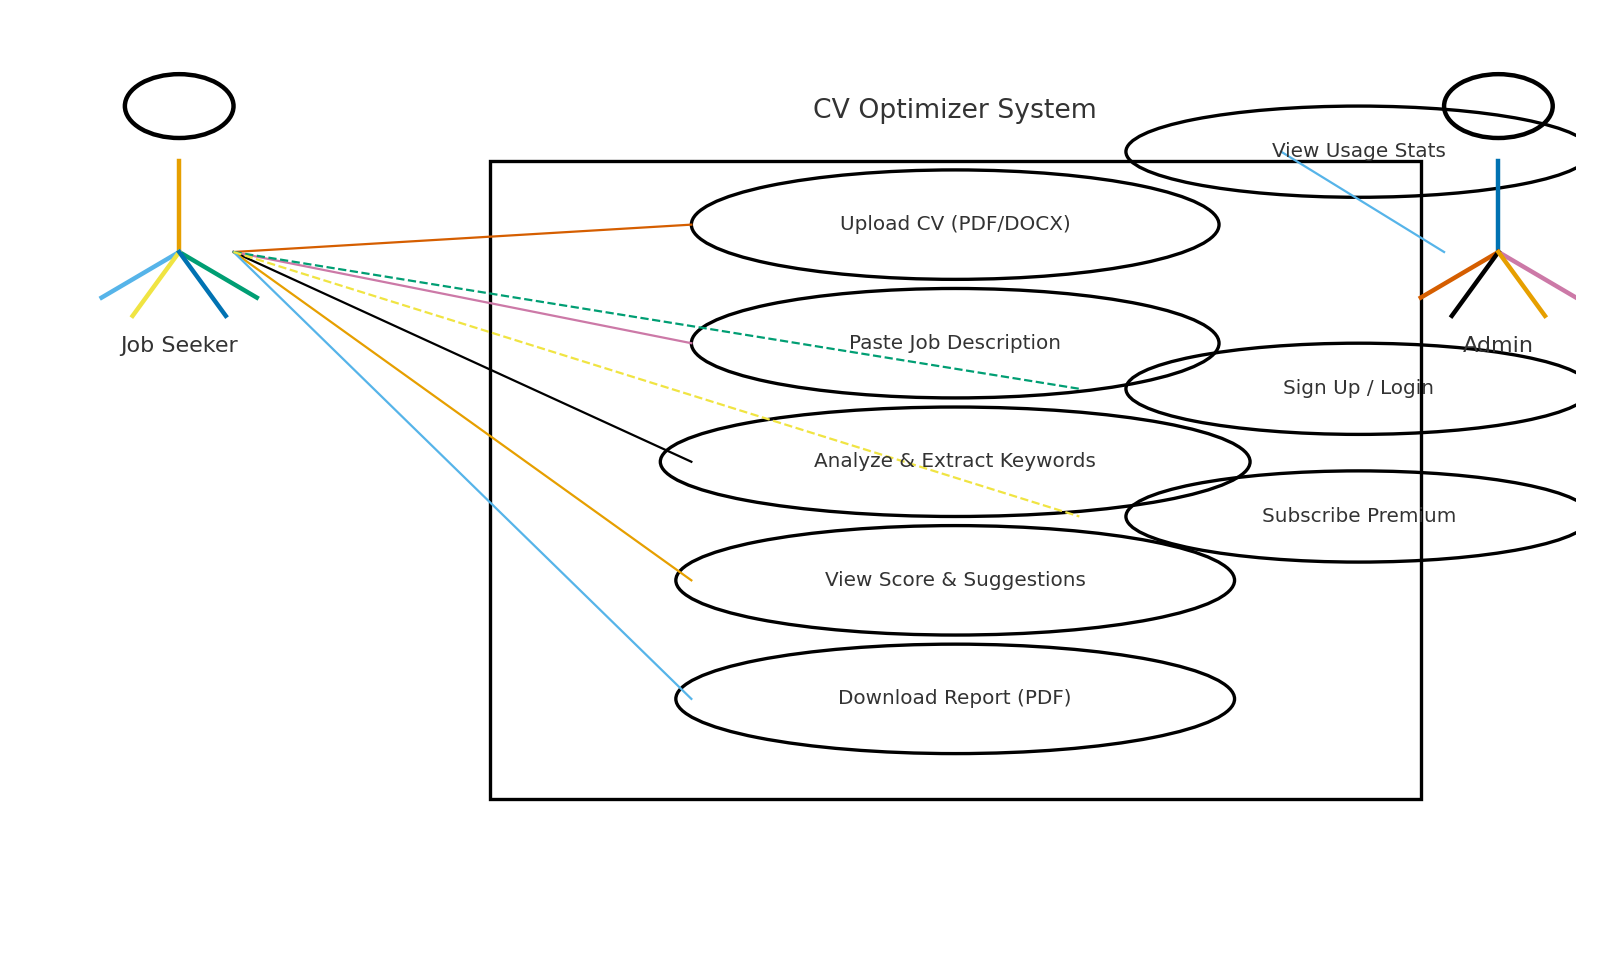 CV Optimizer System
View Usage Stats
Upload CV (PDF/DOCX)
Job Seeker
Paste Job Description
Admin
Sign Up / Login
Analyze & Extract Keywords
Subscribe Premium
View Score & Suggestions
Download Report (PDF)